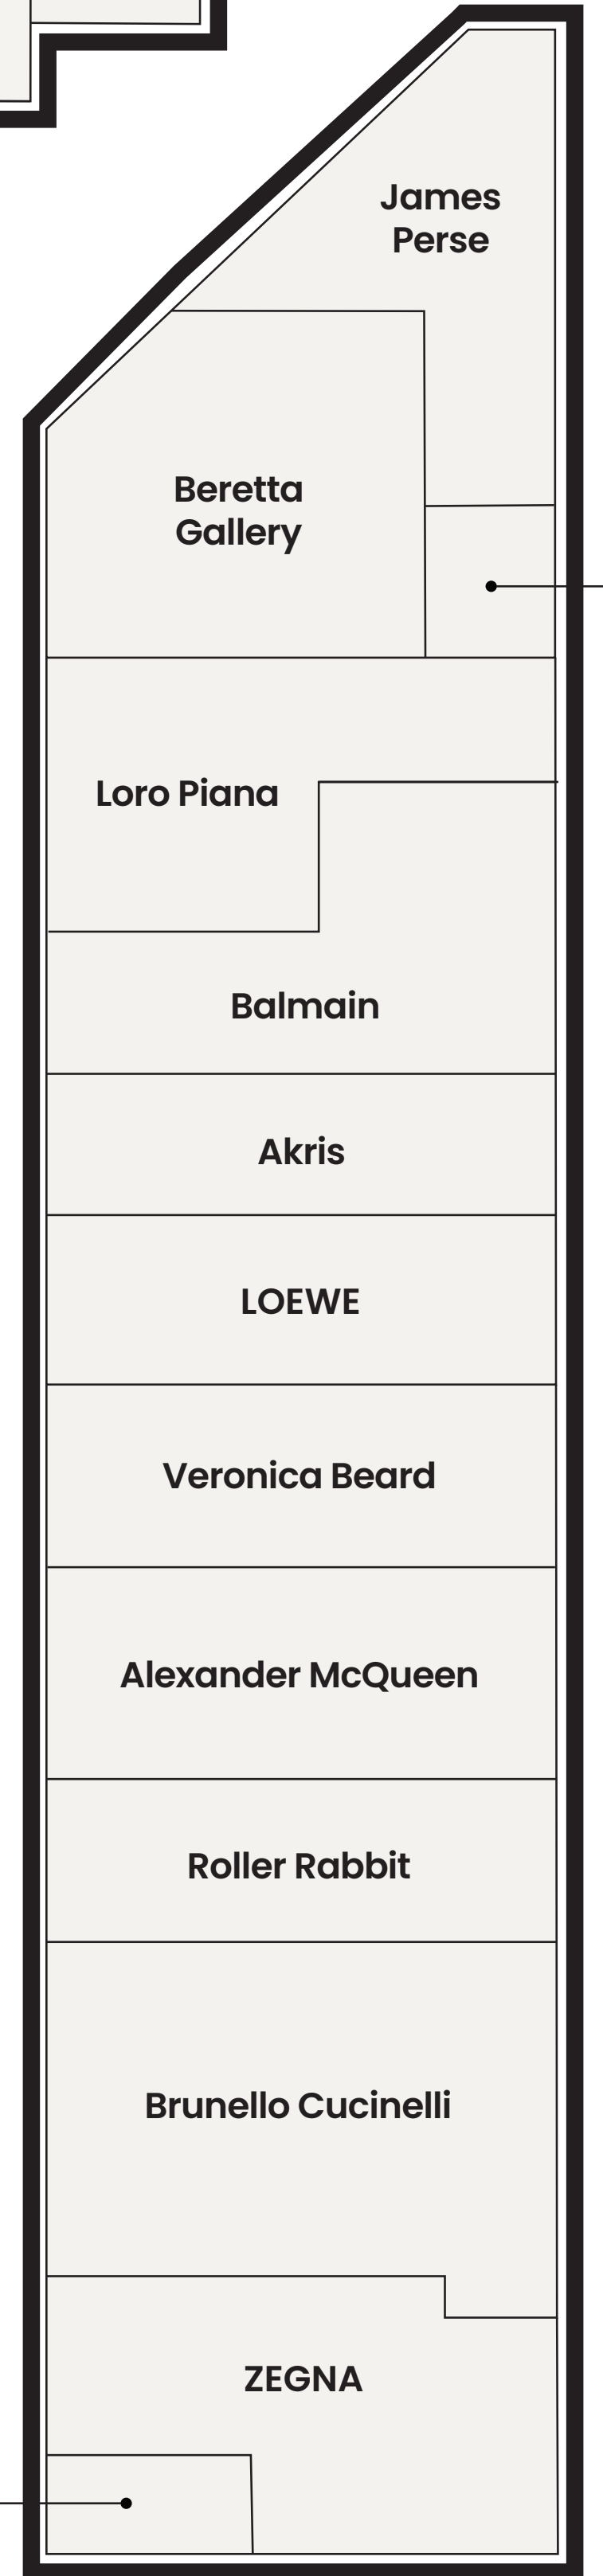 James
Perse
Beretta
Gallery
Loro Piana
Balmain
Akris
LOEWE
Veronica Beard
Alexander McQueen
Roller Rabbit
Brunello Cucinelli
ZEGNA